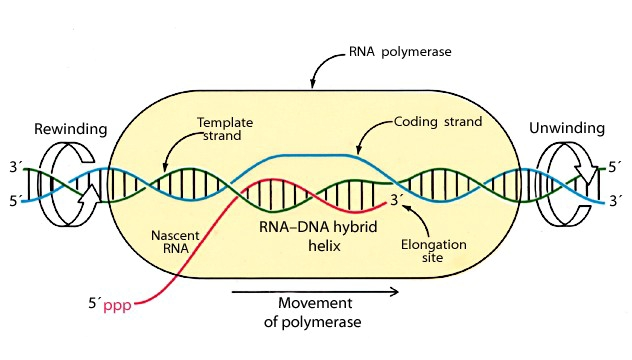 RNA polymerase
Rewinding
Template
strand
Coding strand
Unwinding
3´
5´
5´
3´
3´
Nascent
RNA
RNA–DNA hybrid
helix
Elongation
site
5´ppp
Movement
of polymerase